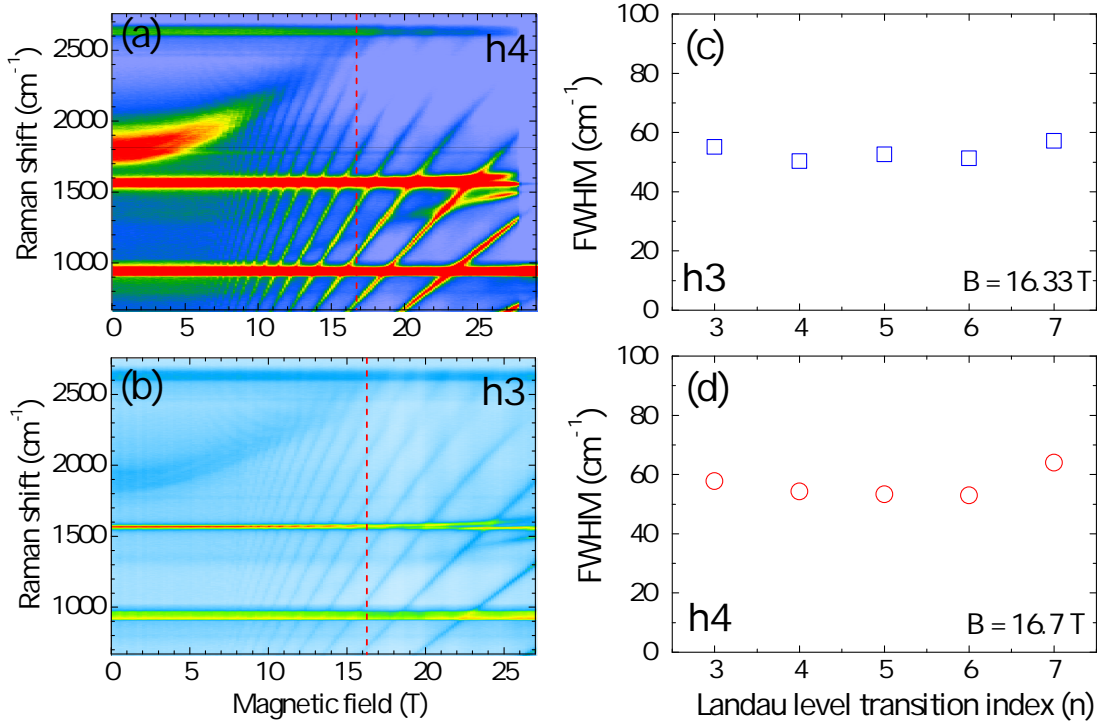 (a)
h4
Raman shift (cm-1)
2500
2000
1500
1000
0 5 10 15 20 25
(b)
h3
Raman shift (cm-1)
2500
2000
1500
1000
0 5 10 15 20 25
Magnetic field (T)
(c)
FWHM (cm-1)
100
80
60
40
20
0
h3
B = 16.33 T
3 4 5 6 7
(d)
FWHM (cm-1)
100
80
60
40
20
0
h4
B = 16.7 T
3 4 5 6 7
Landau level transition index (n)